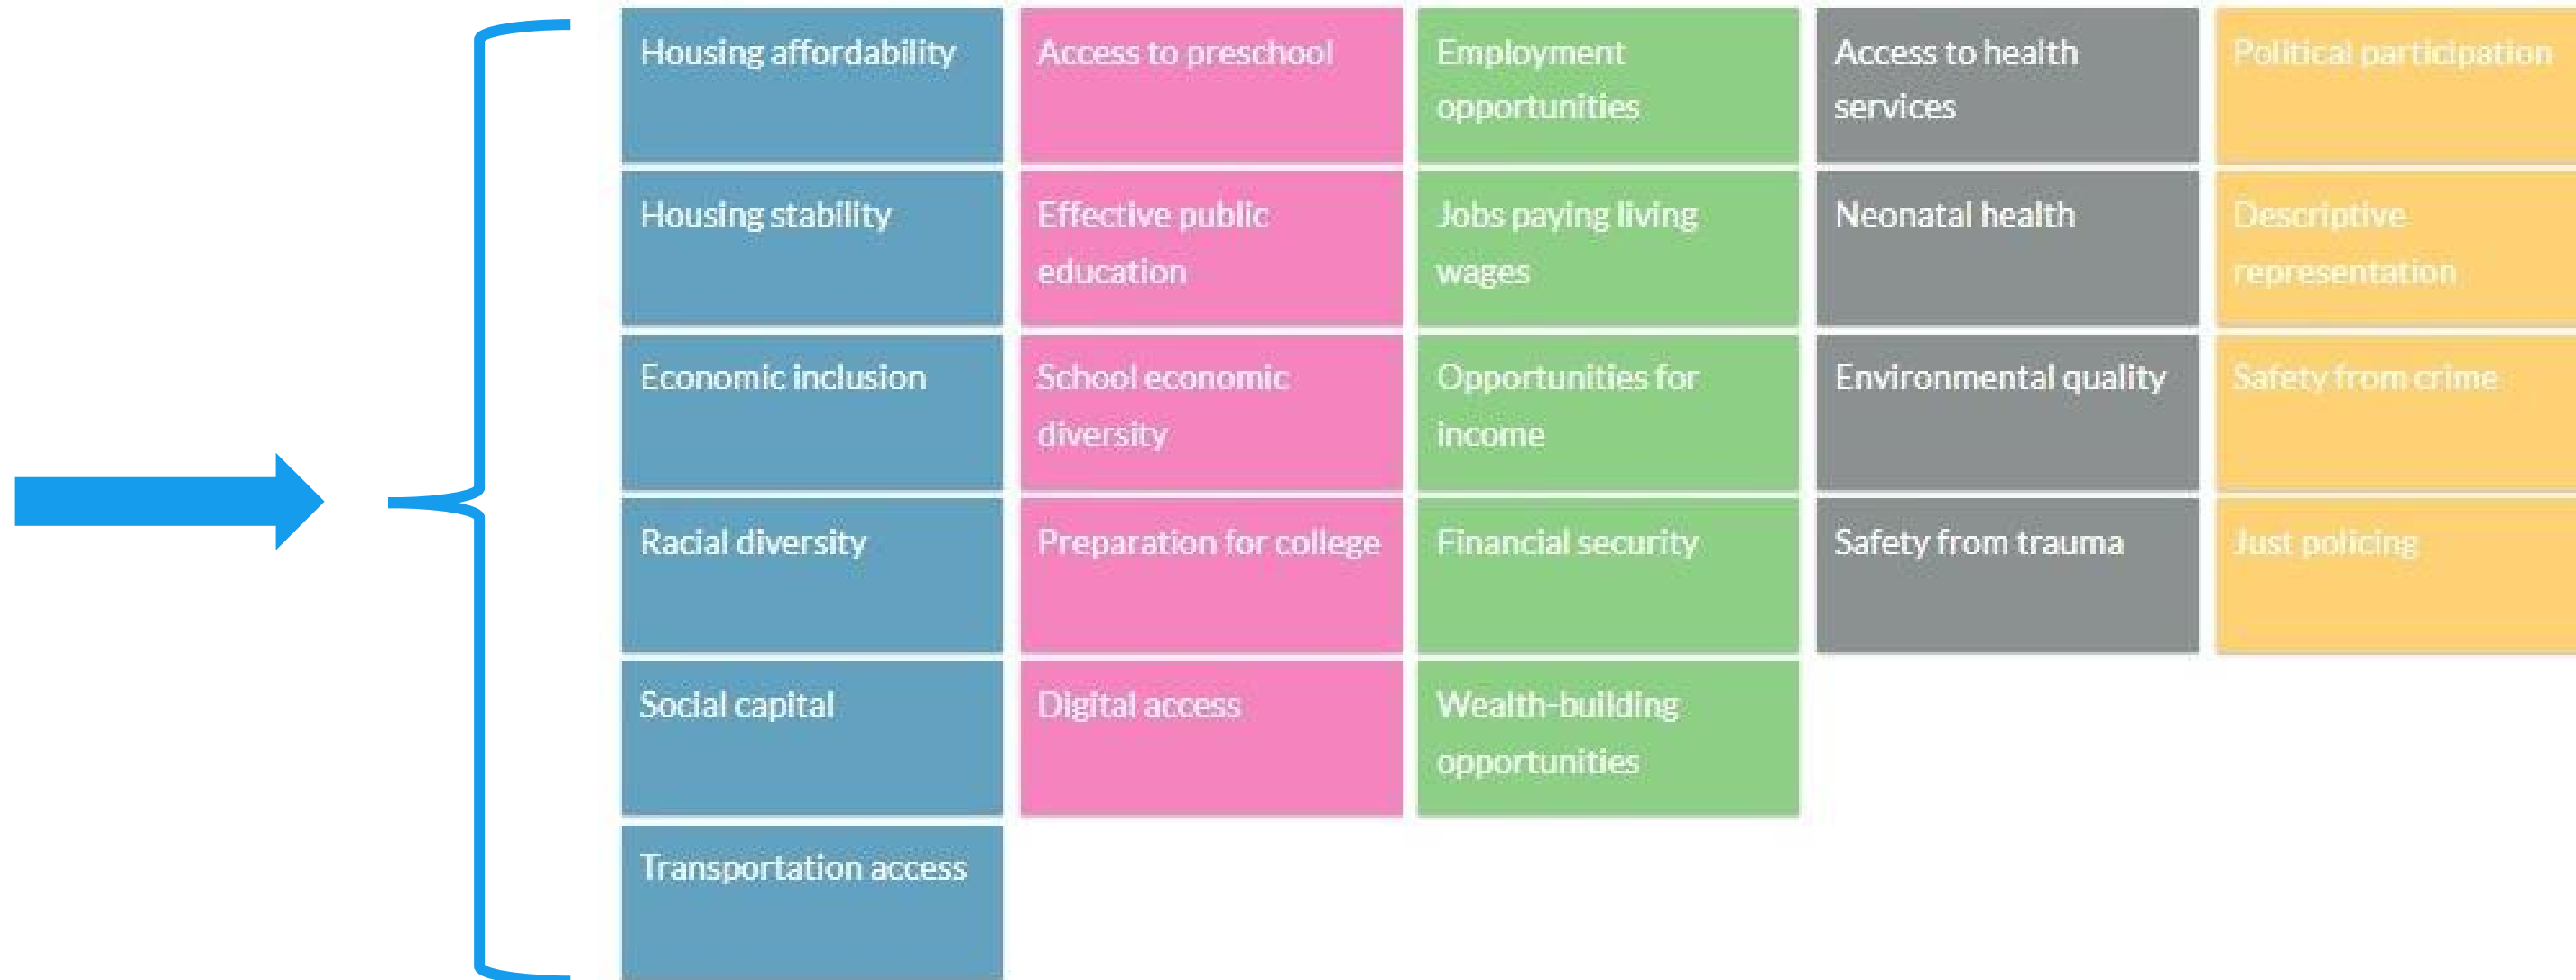 Housing affordability
Access to preschool
Employment
opportunities
Access to health
services
Political participation
Housing stability
Effective public
education
Jobs paying living
wages
Neonatal health
Descriptive
representation
Economic inclusion
School economic
diversity
Opportunities for
income
Environmental quality
Safety from crime
Racial diversity
Preparation for college
Financial security
Safety from trauma
Just policing
Social capital
Digital access
Wealth-building
opportunities
Transportation access